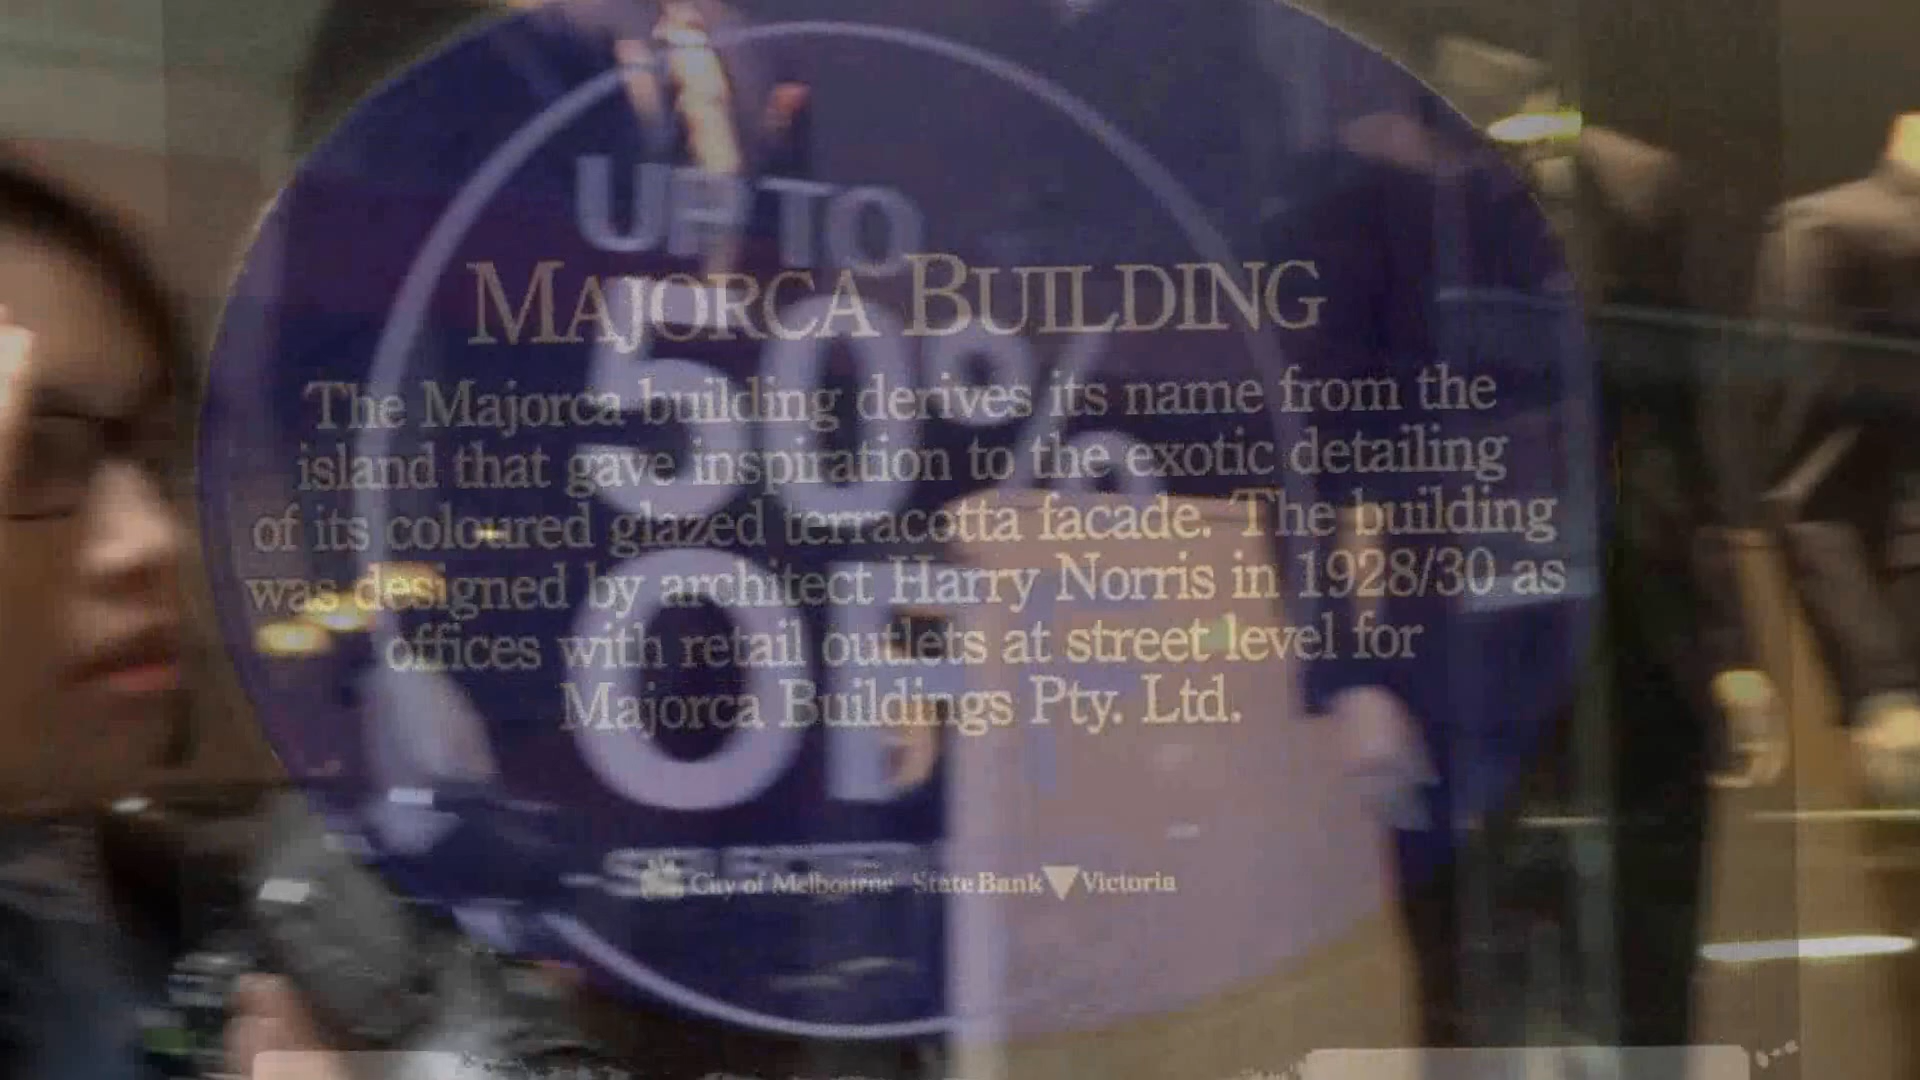 UP TO
50%
OFF
MAJORCA BUILDING
The Majorca building derives its name from the
island that gave inspiration to the exotic detailing
of its coloured glazed terracotta facade. The building
was designed by architect Harry Norris in 1928/30 as
offices with retail outlets at street level for
Majorca Buildings Pty. Ltd.
City of Melbourne State Bank Victoria